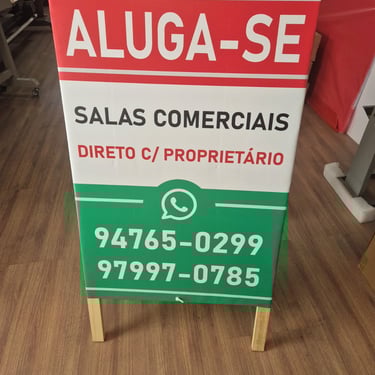 ALUGA-SE
SALAS COMERCIAIS
DIRETO C/ PROPRIETÁRIO
94765-0299
97997-0785